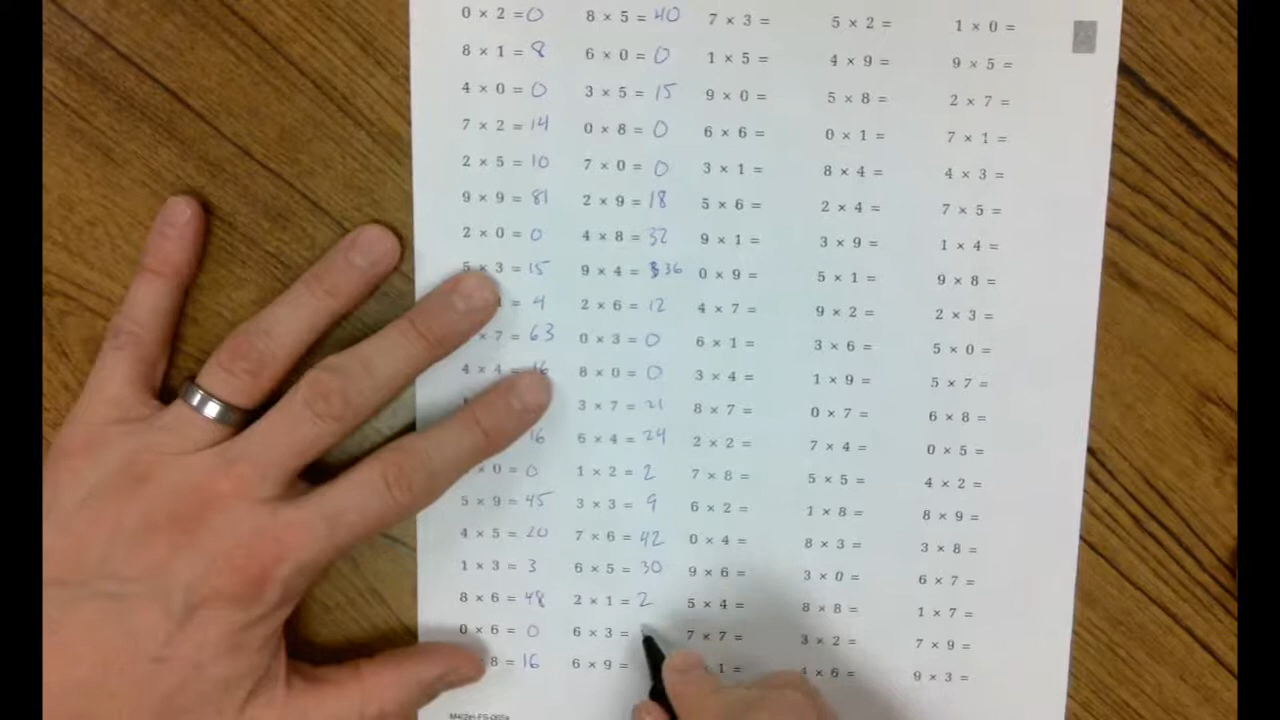 0 × 2 = 0 8 × 5 = 40 7 × 3 = 5 × 2 = 1 × 0 =
8 × 1 = 8 6 × 0 = 0 1 × 5 = 4 × 9 = 9 × 5 =
4 × 0 = 0 3 × 5 = 15 9 × 0 = 5 × 8 = 2 × 7 =
7 × 2 = 14 0 × 8 = 0 6 × 6 = 0 × 1 = 7 × 1 =
2 × 5 = 10 7 × 0 = 0 3 × 1 = 8 × 4 = 4 × 3 =
9 × 9 = 81 2 × 9 = 18 5 × 6 = 2 × 4 = 7 × 5 =
2 × 0 = 0 4 × 8 = 32 9 × 1 = 3 × 9 = 1 × 4 =
5 × 3 = 15 9 × 4 = 36 0 × 9 = 5 × 1 = 9 × 8 =
1 = 4 2 × 6 = 12 4 × 7 = 9 × 2 = 2 × 3 =
× 7 = 63 0 × 3 = 0 6 × 1 = 3 × 6 = 5 × 0 =
4 × 4 = 16 8 × 0 = 0 3 × 4 = 1 × 9 = 5 × 7 =
3 × 7 = 21 8 × 7 = 0 × 7 = 6 × 8 =
16 6 × 4 = 24 2 × 2 = 7 × 4 = 0 × 5 =
× 0 = 0 1 × 2 = 2 7 × 8 = 5 × 5 = 4 × 2 =
5 × 9 = 45 3 × 3 = 9 6 × 2 = 1 × 8 = 8 × 9 =
4 × 5 = 20 7 × 6 = 42 0 × 4 = 8 × 3 = 3 × 8 =
1 × 3 = 3 6 × 5 = 30 9 × 6 = 3 × 0 = 6 × 7 =
8 × 6 = 48 2 × 1 = 2 5 × 4 = 8 × 8 = 1 × 7 =
0 × 6 = 0 6 × 3 = 7 × 7 = 3 × 2 = 7 × 9 =
8 = 16 6 × 9 = 1 = 4 × 6 = 9 × 3 =